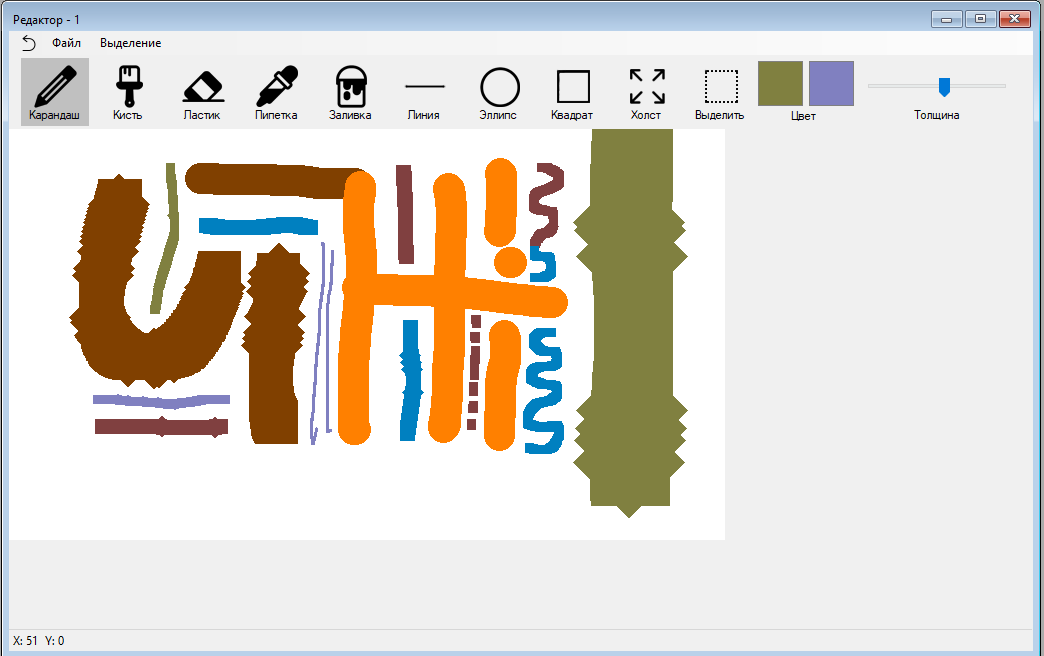 Редактор - 1
Файл Выделение
Карандаш Кисть Ластик Пипетка Заливка Линия Эллипс Квадрат Холст Выделить Цвет Толщина
X: 51 Y: 0